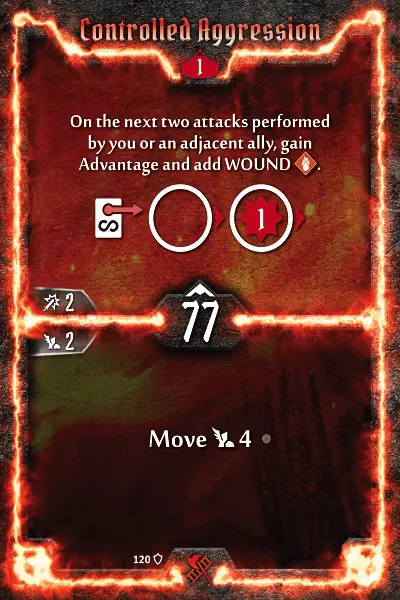 Controlled Aggression
1
On the next two attacks performed
by you or an adjacent ally, gain
Advantage and add WOUND .
1
2
77
2
Move 4
120